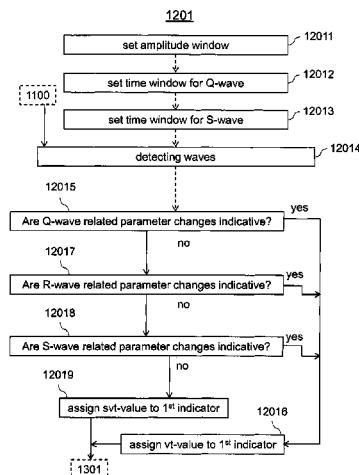 1201
set amplitude window
12011
set time window for Q-wave
12012
1100
set time window for S-wave
12013
detecting waves
12014
12015
Are Q-wave related parameter changes indicative?
yes
no
12017
Are R-wave related parameter changes indicative?
yes
no
12018
Are S-wave related parameter changes indicative?
yes
no
12019
assign svt-value to 1st indicator
12016
assign vt-value to 1st indicator
1301